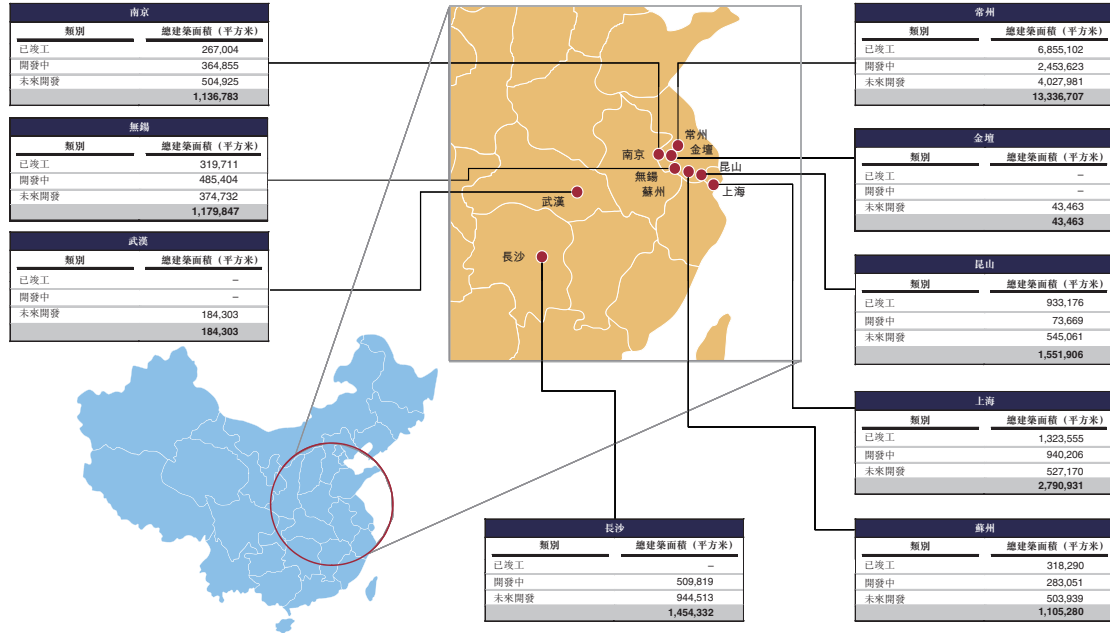 南京
類別 總建築面積（平方米）
已竣工 267,004
開發中 364,855
未來開發 504,925
1,136,783
無錫
類別 總建築面積（平方米）
已竣工 319,711
開發中 485,404
未來開發 374,732
1,179,847
武漢
類別 總建築面積（平方米）
已竣工 –
開發中 –
未來開發 184,303
184,303
常州
金壇
南京
昆山
無錫
蘇州
上海
武漢
長沙
常州
類別 總建築面積（平方米）
已竣工 6,855,102
開發中 2,453,623
未來開發 4,027,981
13,336,707
金壇
類別 總建築面積（平方米）
已竣工 –
開發中 –
未來開發 43,463
43,463
昆山
類別 總建築面積（平方米）
已竣工 933,176
開發中 73,669
未來開發 545,061
1,551,906
上海
類別 總建築面積（平方米）
已竣工 1,323,555
開發中 940,206
未來開發 527,170
2,790,931
長沙
類別 總建築面積（平方米）
已竣工 –
開發中 509,819
未來開發 944,513
1,454,332
蘇州
類別 總建築面積（平方米）
已竣工 318,290
開發中 283,051
未來開發 503,939
1,105,280